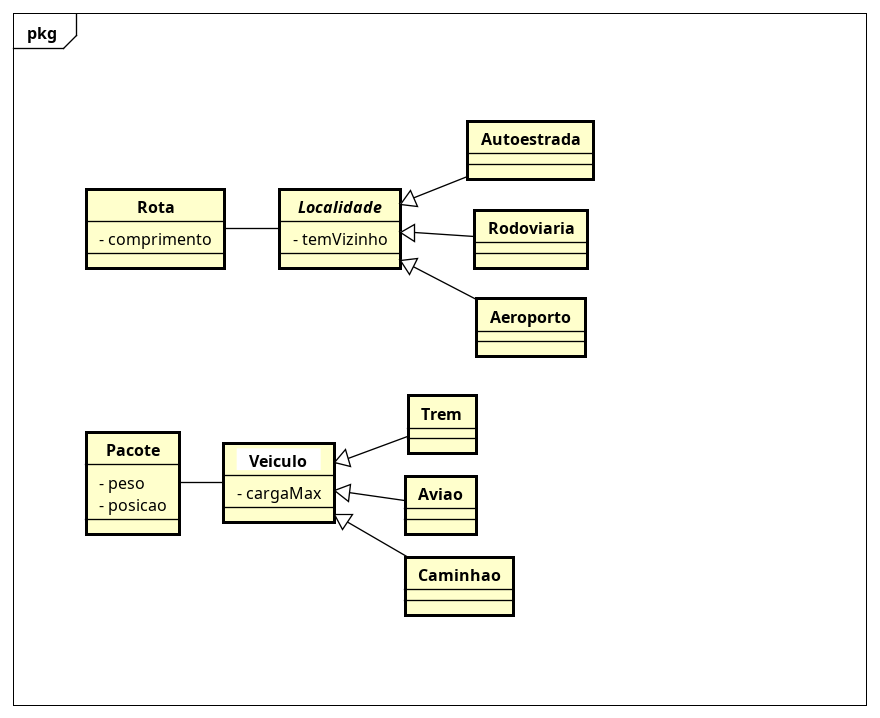 pkg
Autoestrada
Rota
- comprimento
Localidade
- temVizinho
Rodoviaria
Aeroporto
Trem
Pacote
- peso
- posicao
Veiculo
- cargaMax
Aviao
Caminhao